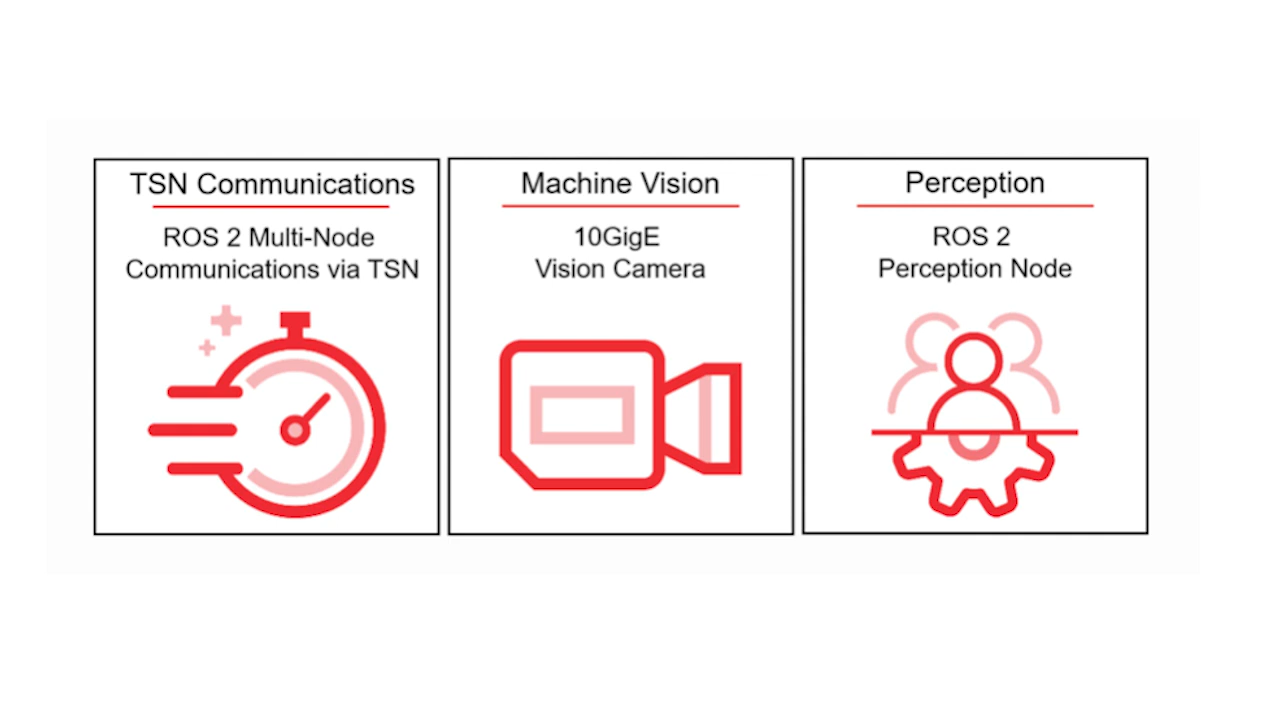 TSN Communications
ROS 2 Multi-Node
Communications via TSN
Machine Vision
10GigE
Vision Camera
Perception
ROS 2
Perception Node